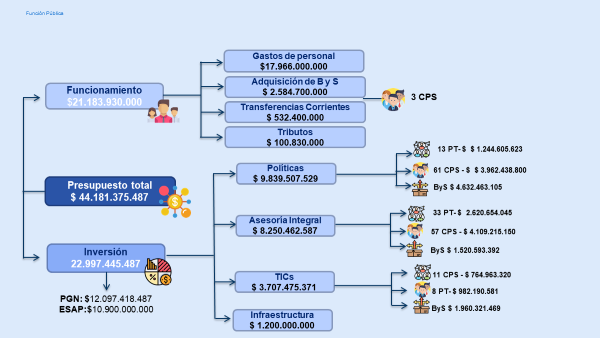 Función Pública
Funcionamiento
$21.183.930.000
Gastos de personal
$17.966.000.000
Adquisición de B y S
$ 2.584.700.000
Transferencias Corrientes
$ 532.400.000
Tributos
$ 100.830.000
3 CPS
Presupuesto total
$ 44.181.375.487
Inversión
22.997.445.487
PGN: $12.097.418.487
ESAP:$10.900.000.000
Políticas
$ 9.839.507.529
13 PT- $ $ 1.244.605.623
61 CPS - $ $ 3.962.438.800
ByS $ 4.632.463.105
Asesoría Integral
$ 8.250.462.587
33 PT- $ 2.620.654.045
57 CPS - $ 4.109.215.150
ByS $ 1.520.593.392
TICs
$ 3.707.475.371
11 CPS - $ 764.963.320
8 PT- $ 982.190.581
ByS $ 1.960.321.469
Infraestructura
$ 1.200.000.000